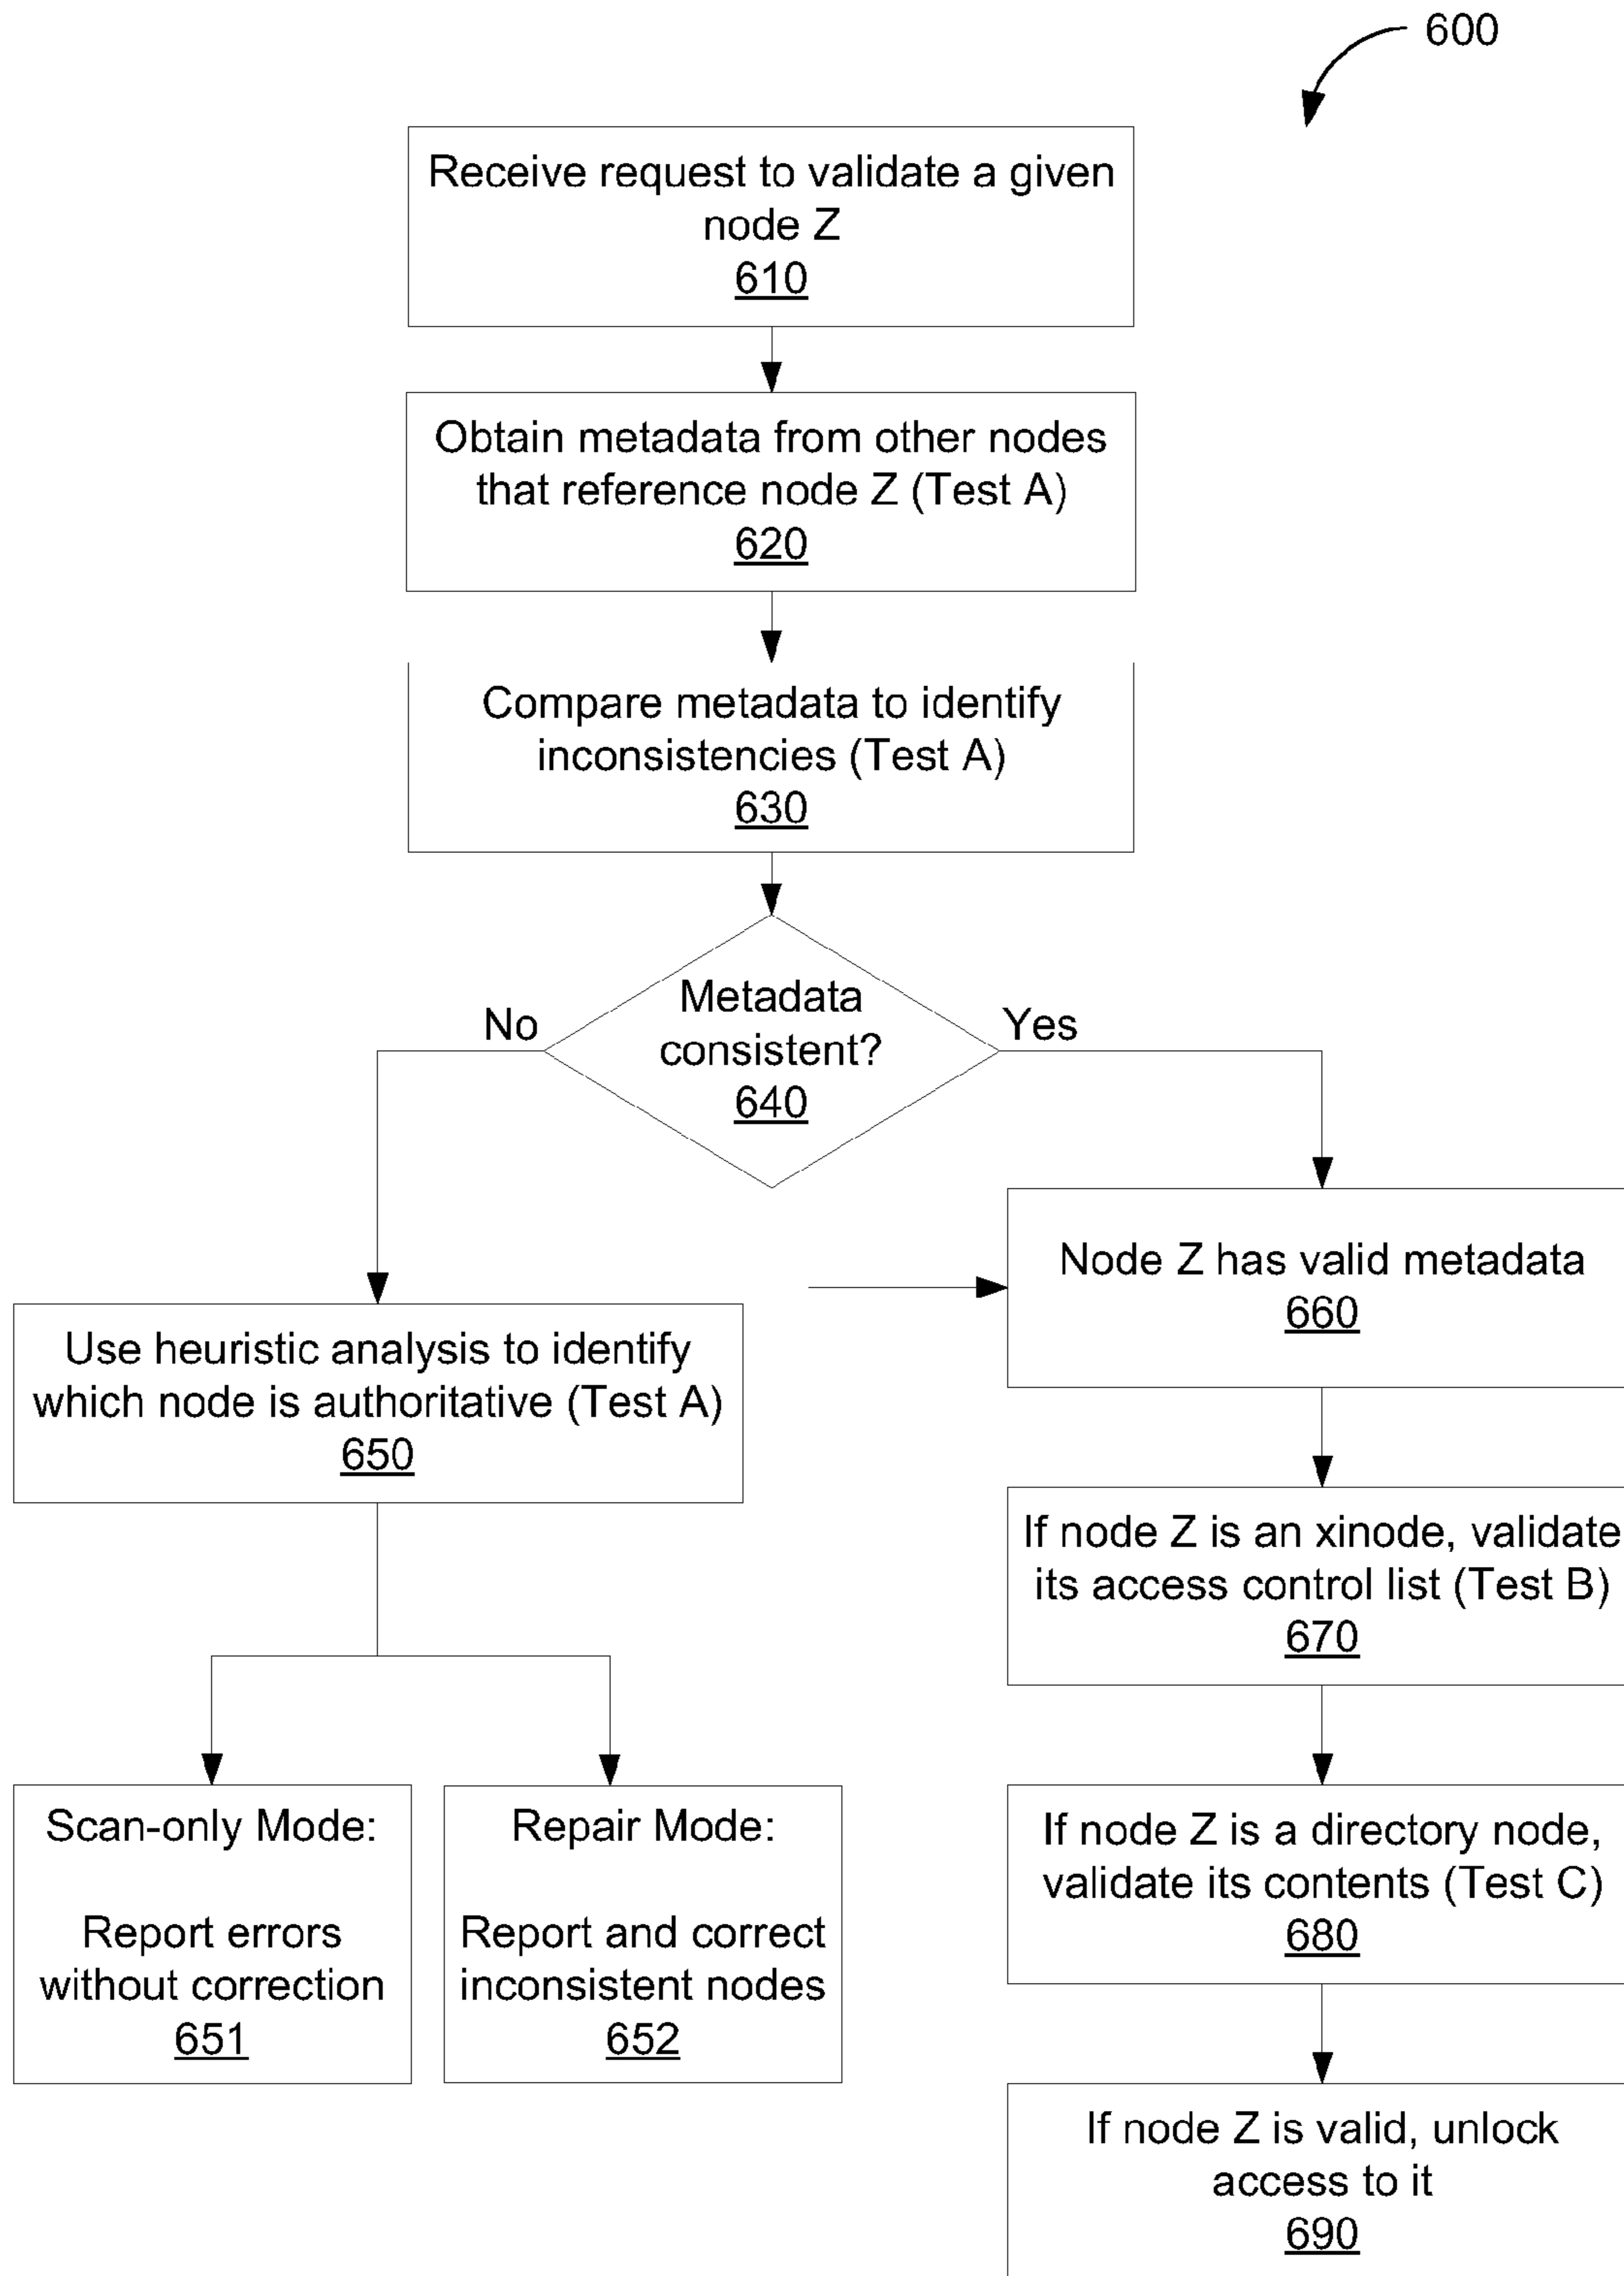 600
Receive request to validate a given
node Z
610
Obtain metadata from other nodes
that reference node Z (Test A)
620
Compare metadata to identify
inconsistencies (Test A)
630
Metadata
consistent?
640
No
Yes
Node Z has valid metadata
660
Use heuristic analysis to identify
which node is authoritative (Test A)
650
If node Z is an xinode, validate
its access control list (Test B)
670
Scan-only Mode:
Report errors
without correction
651
Repair Mode:
Report and correct
inconsistent nodes
652
If node Z is a directory node,
validate its contents (Test C)
680
If node Z is valid, unlock
access to it
690